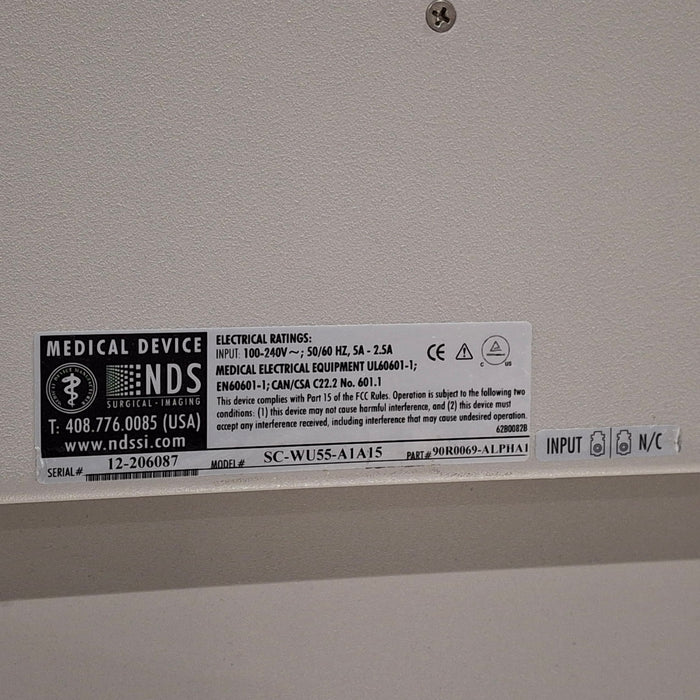 MEDICAL DEVICE
NDS
SURGICAL - IMAGING
T: 408.776.0085 (USA)
www.ndssi.com
ELECTRICAL RATINGS:
INPUT: 100-240V~; 50/60 HZ, 5A - 2.5A
MEDICAL ELECTRICAL EQUIPMENT UL60601-1;
EN60601-1; CAN/CSA C22.2 No. 601.1
This device complies with Part 15 of the FCC Rules. Operation is subject to the following two
conditions: (1) this device may not cause harmful interference, and (2) this device must
accept any interference received, including interference that may cause undesired operation.
62B0082B
CE
C US
SERIAL# 12-206087 MODEL# SC-WU55-A1A15 PART# 90R0069-ALPHA1
INPUT N/C